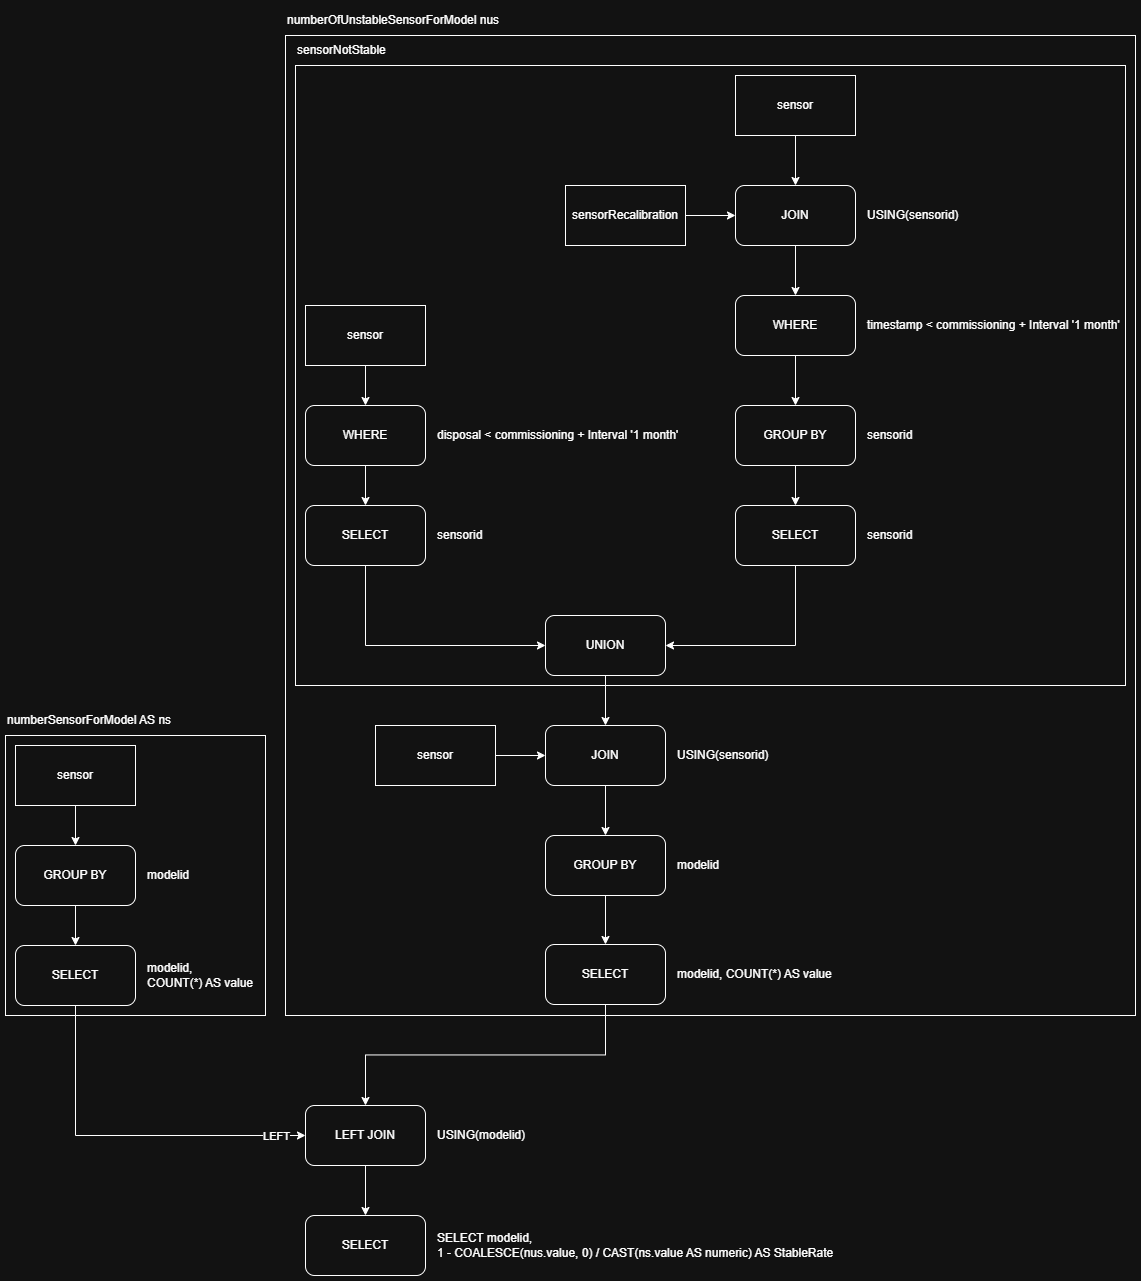 numberOfUnstableSensorForModel nus
sensorNotStable
sensor
sensorRecalibration
JOIN
USING(sensorid)
WHERE
timestamp < commissioning + Interval '1 month'
sensor
WHERE
disposal < commissioning + Interval '1 month'
GROUP BY
sensorid
SELECT
sensorid
SELECT
sensorid
UNION
numberSensorForModel AS ns
sensor
sensor
JOIN
USING(sensorid)
GROUP BY
modelid
GROUP BY
modelid
SELECT
modelid,
COUNT(*) AS value
SELECT
modelid, COUNT(*) AS value
LEFT
LEFT JOIN
USING(modelid)
SELECT
SELECT modelid,
1 - COALESCE(nus.value, 0) / CAST(ns.value AS numeric) AS StableRate